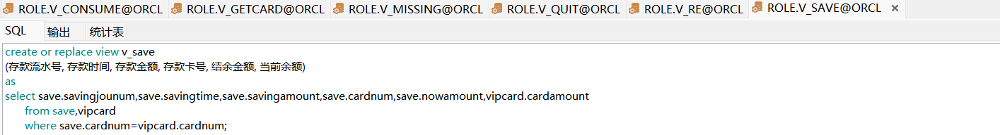 ROLE.V_CONSUME@ORCL ROLE.V_GETCARD@ORCL ROLE.V_MISSING@ORCL ROLE.V_QUIT@ORCL ROLE.V_RE@ORCL ROLE.V_SAVE@ORCL
SQL 输出 统计表
create or replace view v_save
(存款流水号, 存款时间, 存款金额, 存款卡号, 结余金额, 当前余额)
as
select save.savingjounum,save.savingtime,save.savingamount,save.cardnum,save.nowamount,vipcard.cardamount
from save,vipcard
where save.cardnum=vipcard.cardnum;